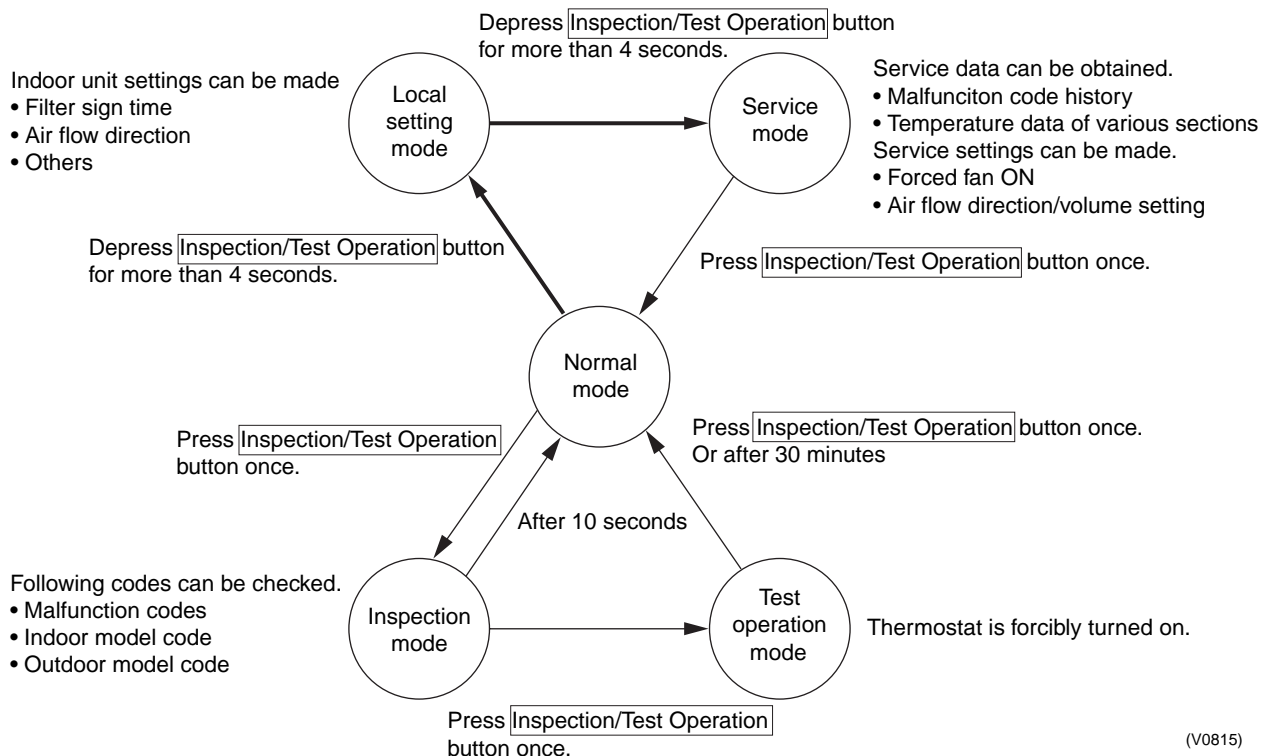 Depress Inspection/Test Operation button
for more than 4 seconds.
Indoor unit settings can be made
• Filter sign time
• Air flow direction
• Others
Local
setting
mode
Service
mode
Service data can be obtained.
• Malfunciton code history
• Temperature data of various sections
Service settings can be made.
• Forced fan ON
• Air flow direction/volume setting
Depress Inspection/Test Operation button
for more than 4 seconds.
Press Inspection/Test Operation button once.
Normal
mode
Press Inspection/Test Operation
button once.
Press Inspection/Test Operation button once.
Or after 30 minutes
After 10 seconds
Following codes can be checked.
• Malfunction codes
• Indoor model code
• Outdoor model code
Inspection
mode
Test
operation
mode
Thermostat is forcibly turned on.
Press Inspection/Test Operation
button once.
(V0815)